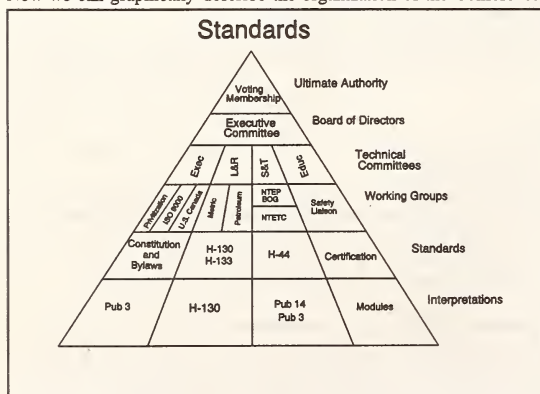 Standards
Voting
Membership
Ultimate Authority
Executive
Committee
Board of Directors
Exec
L&R
S&T
Educ
Technical
Committees
Privitization
ISO 9000
U.S. Canada
Metric
Petroleum
NTEP
BOG
NTETC
Safety
Liaison
Working Groups
Constitution
and
Bylaws
H-130
H-133
H-44
Certification
Standards
Pub 3
H-130
Pub 14
Pub 3
Modules
Interpretations